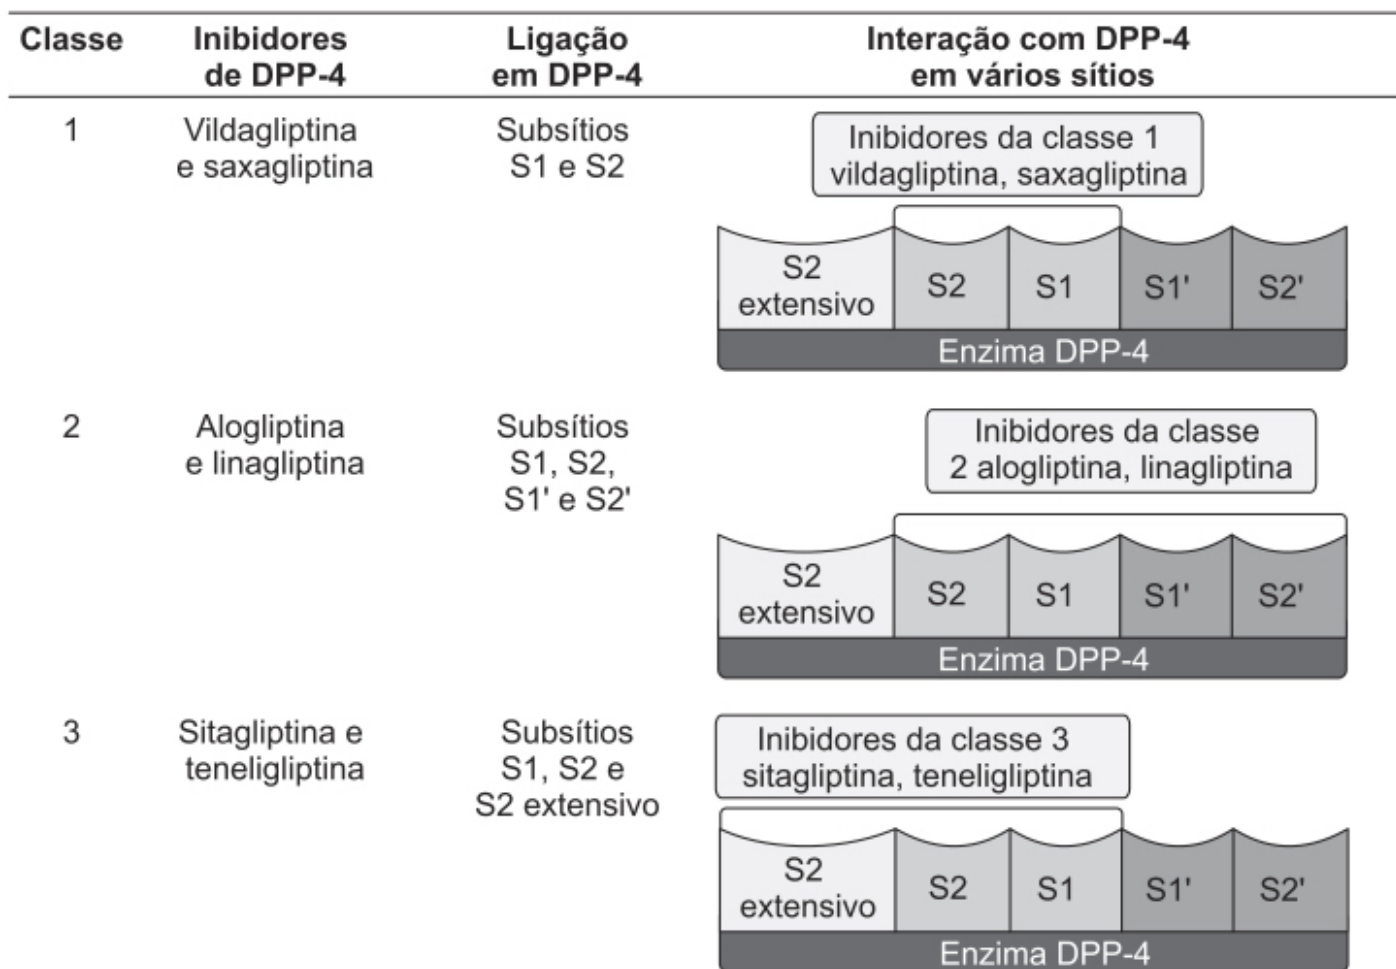 Classe
Inibidores
de DPP-4
Ligação
em DPP-4
Interação com DPP-4
em vários sítios
1
Vildagliptina
e saxagliptina
Subsítios
S1 e S2
Inibidores da classe 1
vildagliptina, saxagliptina
S2
extensivo
S2
S1
S1'
S2'
Enzima DPP-4
2
Alogliptina
e linagliptina
Subsítios
S1, S2,
S1' e S2'
Inibidores da classe
2 alogliptina, linagliptina
S2
extensivo
S2
S1
S1'
S2'
Enzima DPP-4
3
Sitagliptina e
teneligliptina
Subsítios
S1, S2 e
S2 extensivo
Inibidores da classe 3
sitagliptina, teneligliptina
S2
extensivo
S2
S1
S1'
S2'
Enzima DPP-4